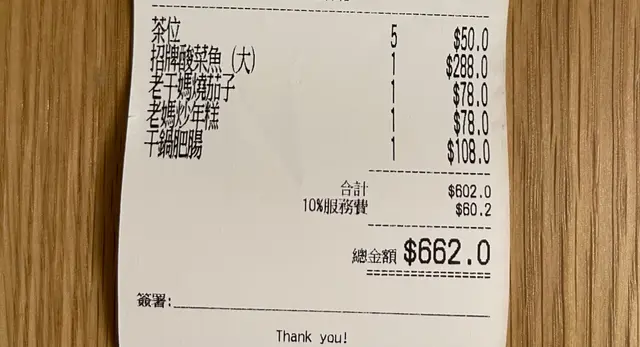 茶位 5 $50.0
招牌酸菜魚 (大) 1 $288.0
老干媽燒茄子 1 $78.0
老媽炒年糕 1 $78.0
干鍋肥腸 1 $108.0
合計 $602.0
10%服務費 $60.2
總金額 $662.0
簽署:
Thank you!